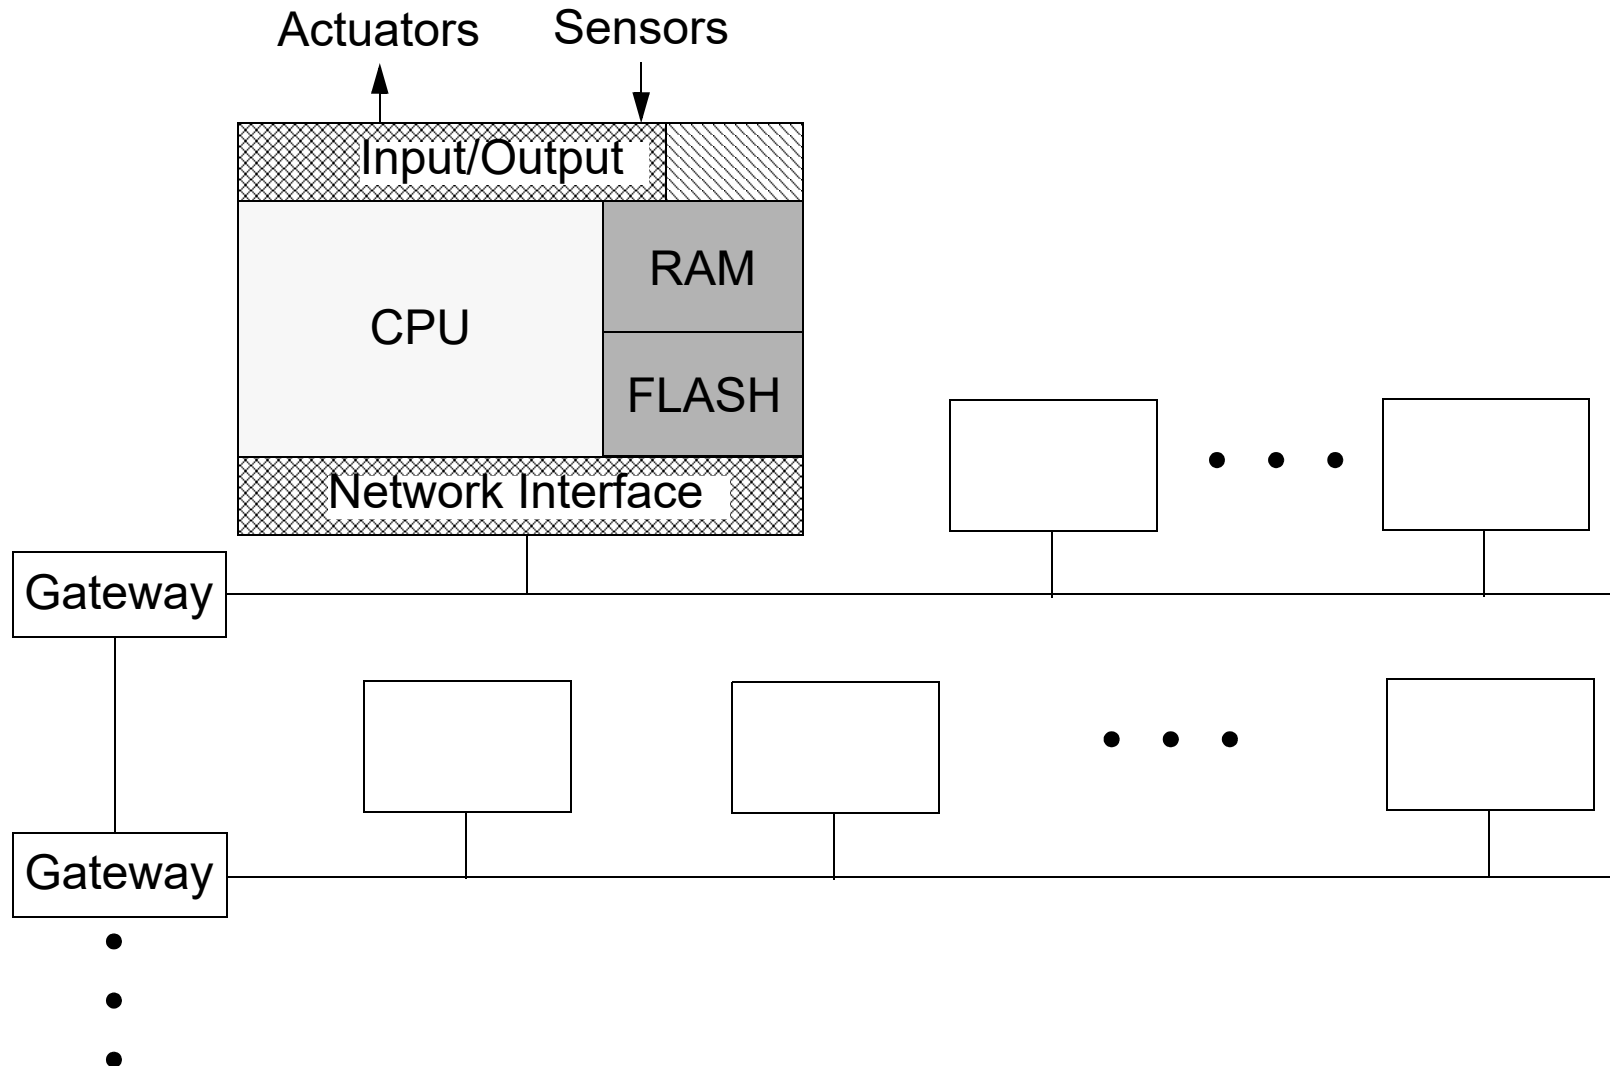 Actuators Sensors
Input/Output
RAM
CPU
FLASH
Network Interface
Gateway
Gateway